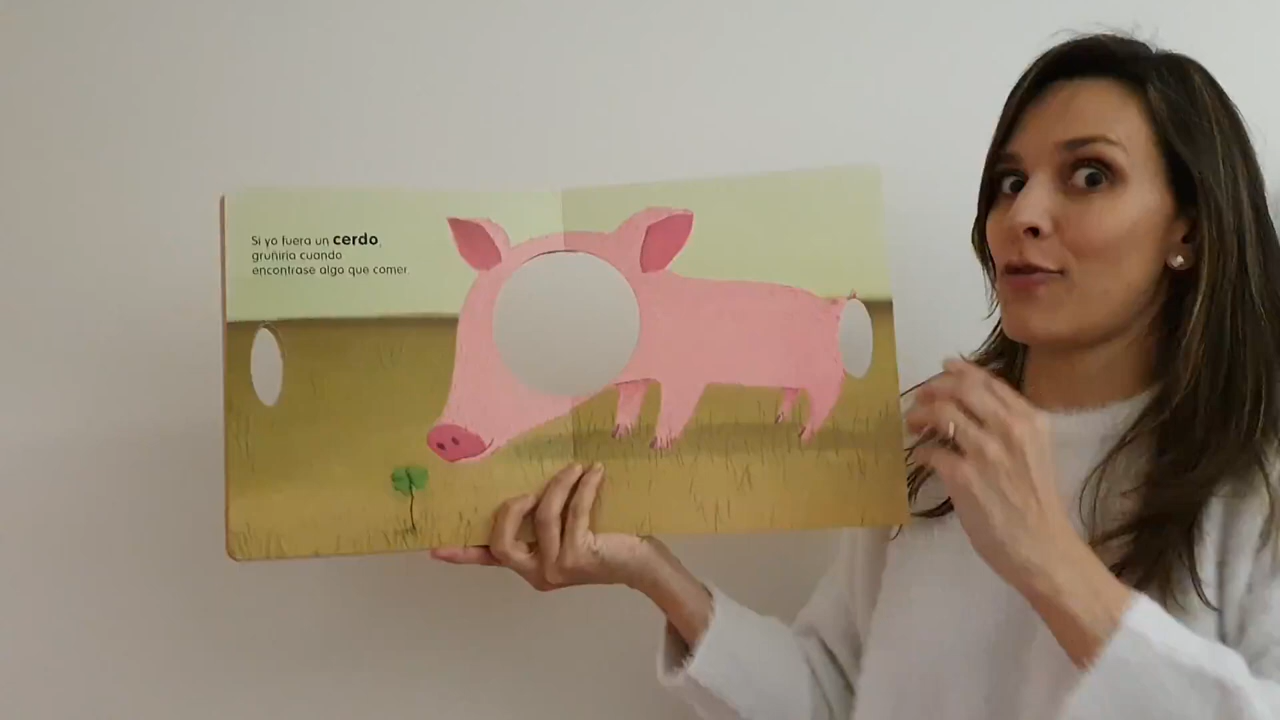 Si yo fuera un cerdo,
gruñiría cuando
encontrase algo que comer.